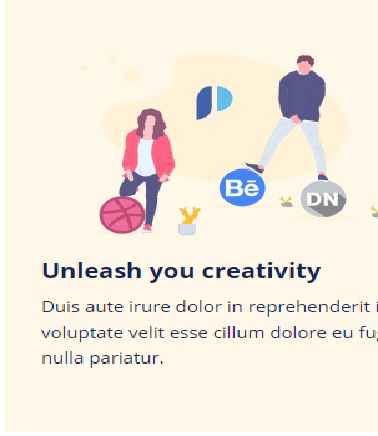 Bē
DN
Unleash you creativity
Duis aute irure dolor in reprehenderit
voluptate velit esse cillum dolore eu
nulla pariatur.